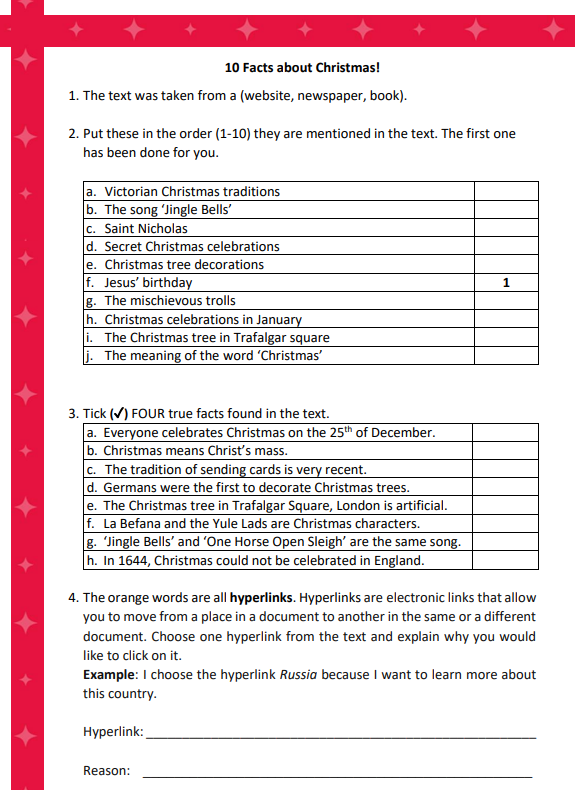 10 Facts about Christmas!
1. The text was taken from a (website, newspaper, book).
2. Put these in the order (1-10) they are mentioned in the text. The first one
has been done for you.
a. Victorian Christmas traditions
b. The song ‘Jingle Bells’
c. Saint Nicholas
d. Secret Christmas celebrations
e. Christmas tree decorations
f. Jesus’ birthday 1
g. The mischievous trolls
h. Christmas celebrations in January
i. The Christmas tree in Trafalgar square
j. The meaning of the word ‘Christmas’
3. Tick (✓) FOUR true facts found in the text.
a. Everyone celebrates Christmas on the 25th of December.
b. Christmas means Christ’s mass.
c. The tradition of sending cards is very recent.
d. Germans were the first to decorate Christmas trees.
e. The Christmas tree in Trafalgar Square, London is artificial.
f. La Befana and the Yule Lads are Christmas characters.
g. ‘Jingle Bells’ and ‘One Horse Open Sleigh’ are the same song.
h. In 1644, Christmas could not be celebrated in England.
4. The orange words are all hyperlinks. Hyperlinks are electronic links that allow
you to move from a place in a document to another in the same or a different
document. Choose one hyperlink from the text and explain why you would
like to click on it.
Example: I choose the hyperlink Russia because I want to learn more about
this country.
Hyperlink:
Reason: